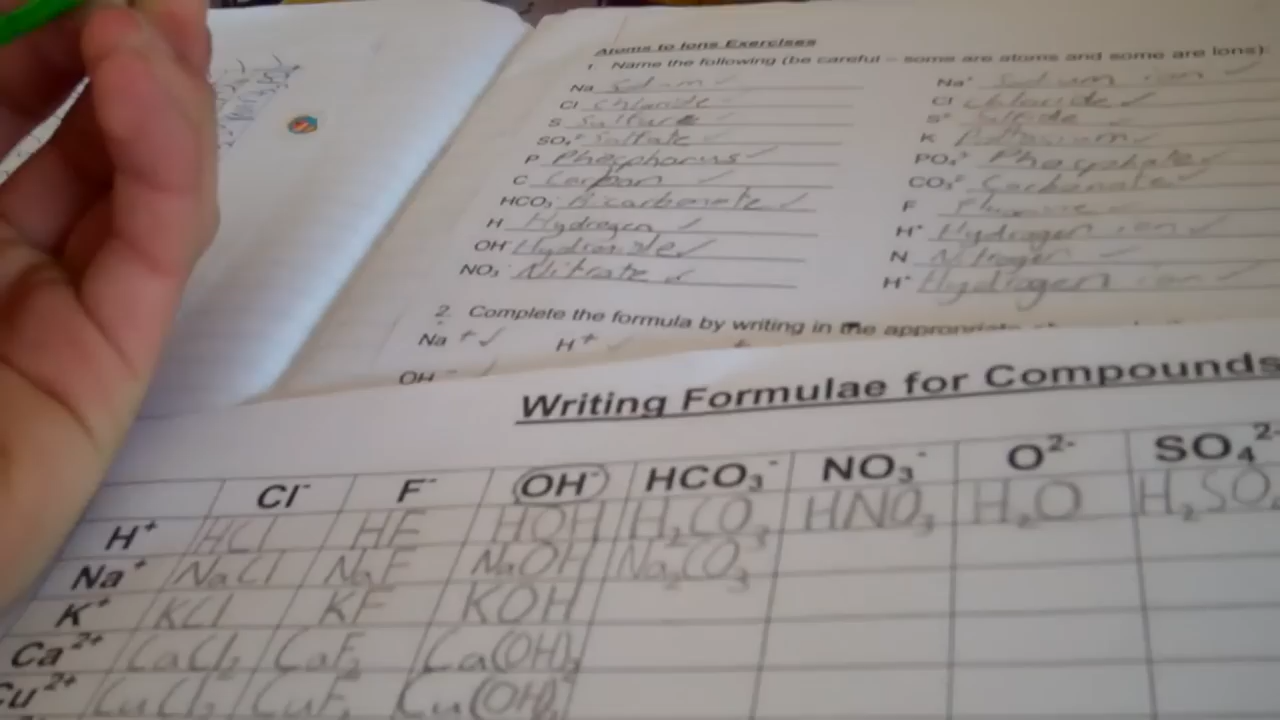 Atoms to Ions Exercises
1. Name the following (be careful – some are atoms and some are ions):
Na Sodium ✓ Na⁺ Sodium ion ✓
Cl Chloride Cl⁻ Chloride ✓
S Sulfure ✓ S²⁻ Sulfide ✓
SO₄²⁻ Sulfate ✓ K Potassium ✓
P Phosphorus ✓ PO₄³⁻ Phosphate ✓
C Carbon ✓ CO₃²⁻ Carbonate ✓
HCO₃⁻ Bicarbonate ✓ F Fluorine ✓
H Hydrogen ✓ H⁺ Hydrogen ion ✓
OH⁻ Hydroxide ✓ N Nitrogen ✓
NO₃⁻ Nitrate ✓ H⁺ Hydrogen ion ✓
2. Complete the formula by writing in the appropriate
Na + ✓ H + ✓ +
OH − ✓
Writing Formulae for Compounds
Cl⁻ F⁻ OH⁻ HCO₃⁻ NO₃⁻ O²⁻ SO₄²⁻
H⁺ HCl HF HOH H₂CO₃ HNO₃ H₂O H₂SO₄
Na⁺ NaCl NaF NaOH Na₂CO₃
K⁺ KCl KF KOH
Ca²⁺ CaCl₂ CaF₂ Ca(OH)₂
Cu²⁺ CuCl₂ CuF₂ Cu(OH)₂